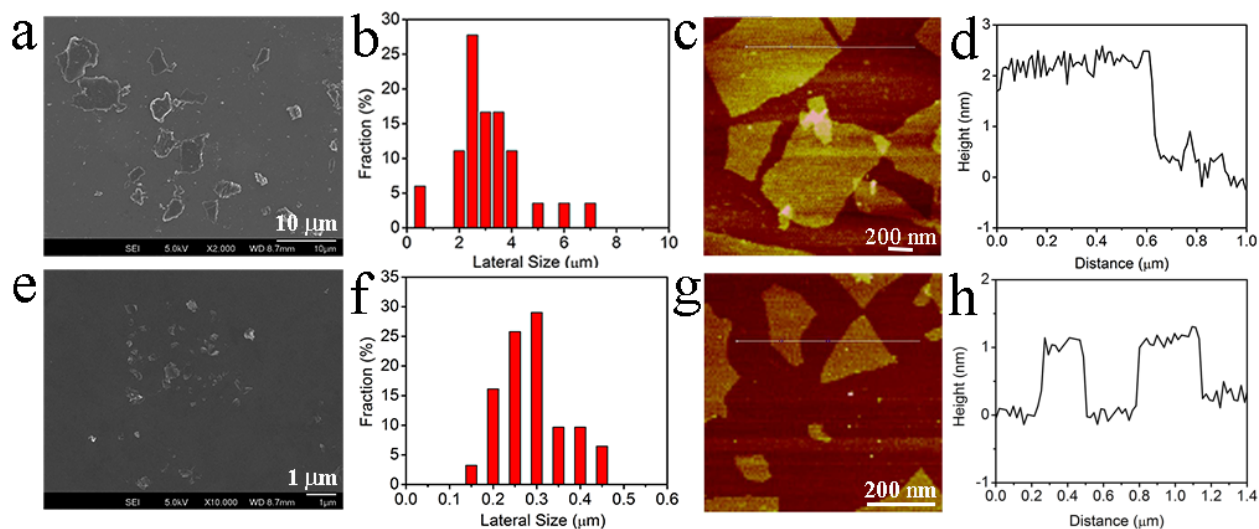 a
10 μm
SEI 5.0kV X2,000 WD 8.7mm 10μm
b
30
25
20
15
10
5
0
Fraction (%)
0 2 4 6 8 10
Lateral Size (μm)
c
200 nm
d
3
2
1
0
-1
Height (nm)
0.0 0.2 0.4 0.6 0.8 1.0
Distance (μm)
e
1 μm
SEI 5.0kV X10,000 WD 8.7mm 1μm
f
35
30
25
20
15
10
5
0
Fraction (%)
0.0 0.1 0.2 0.3 0.4 0.5 0.6
Lateral Size (μm)
g
200 nm
h
2
1
0
-1
Height (nm)
0.0 0.2 0.4 0.6 0.8 1.0 1.2 1.4
Distance (μm)